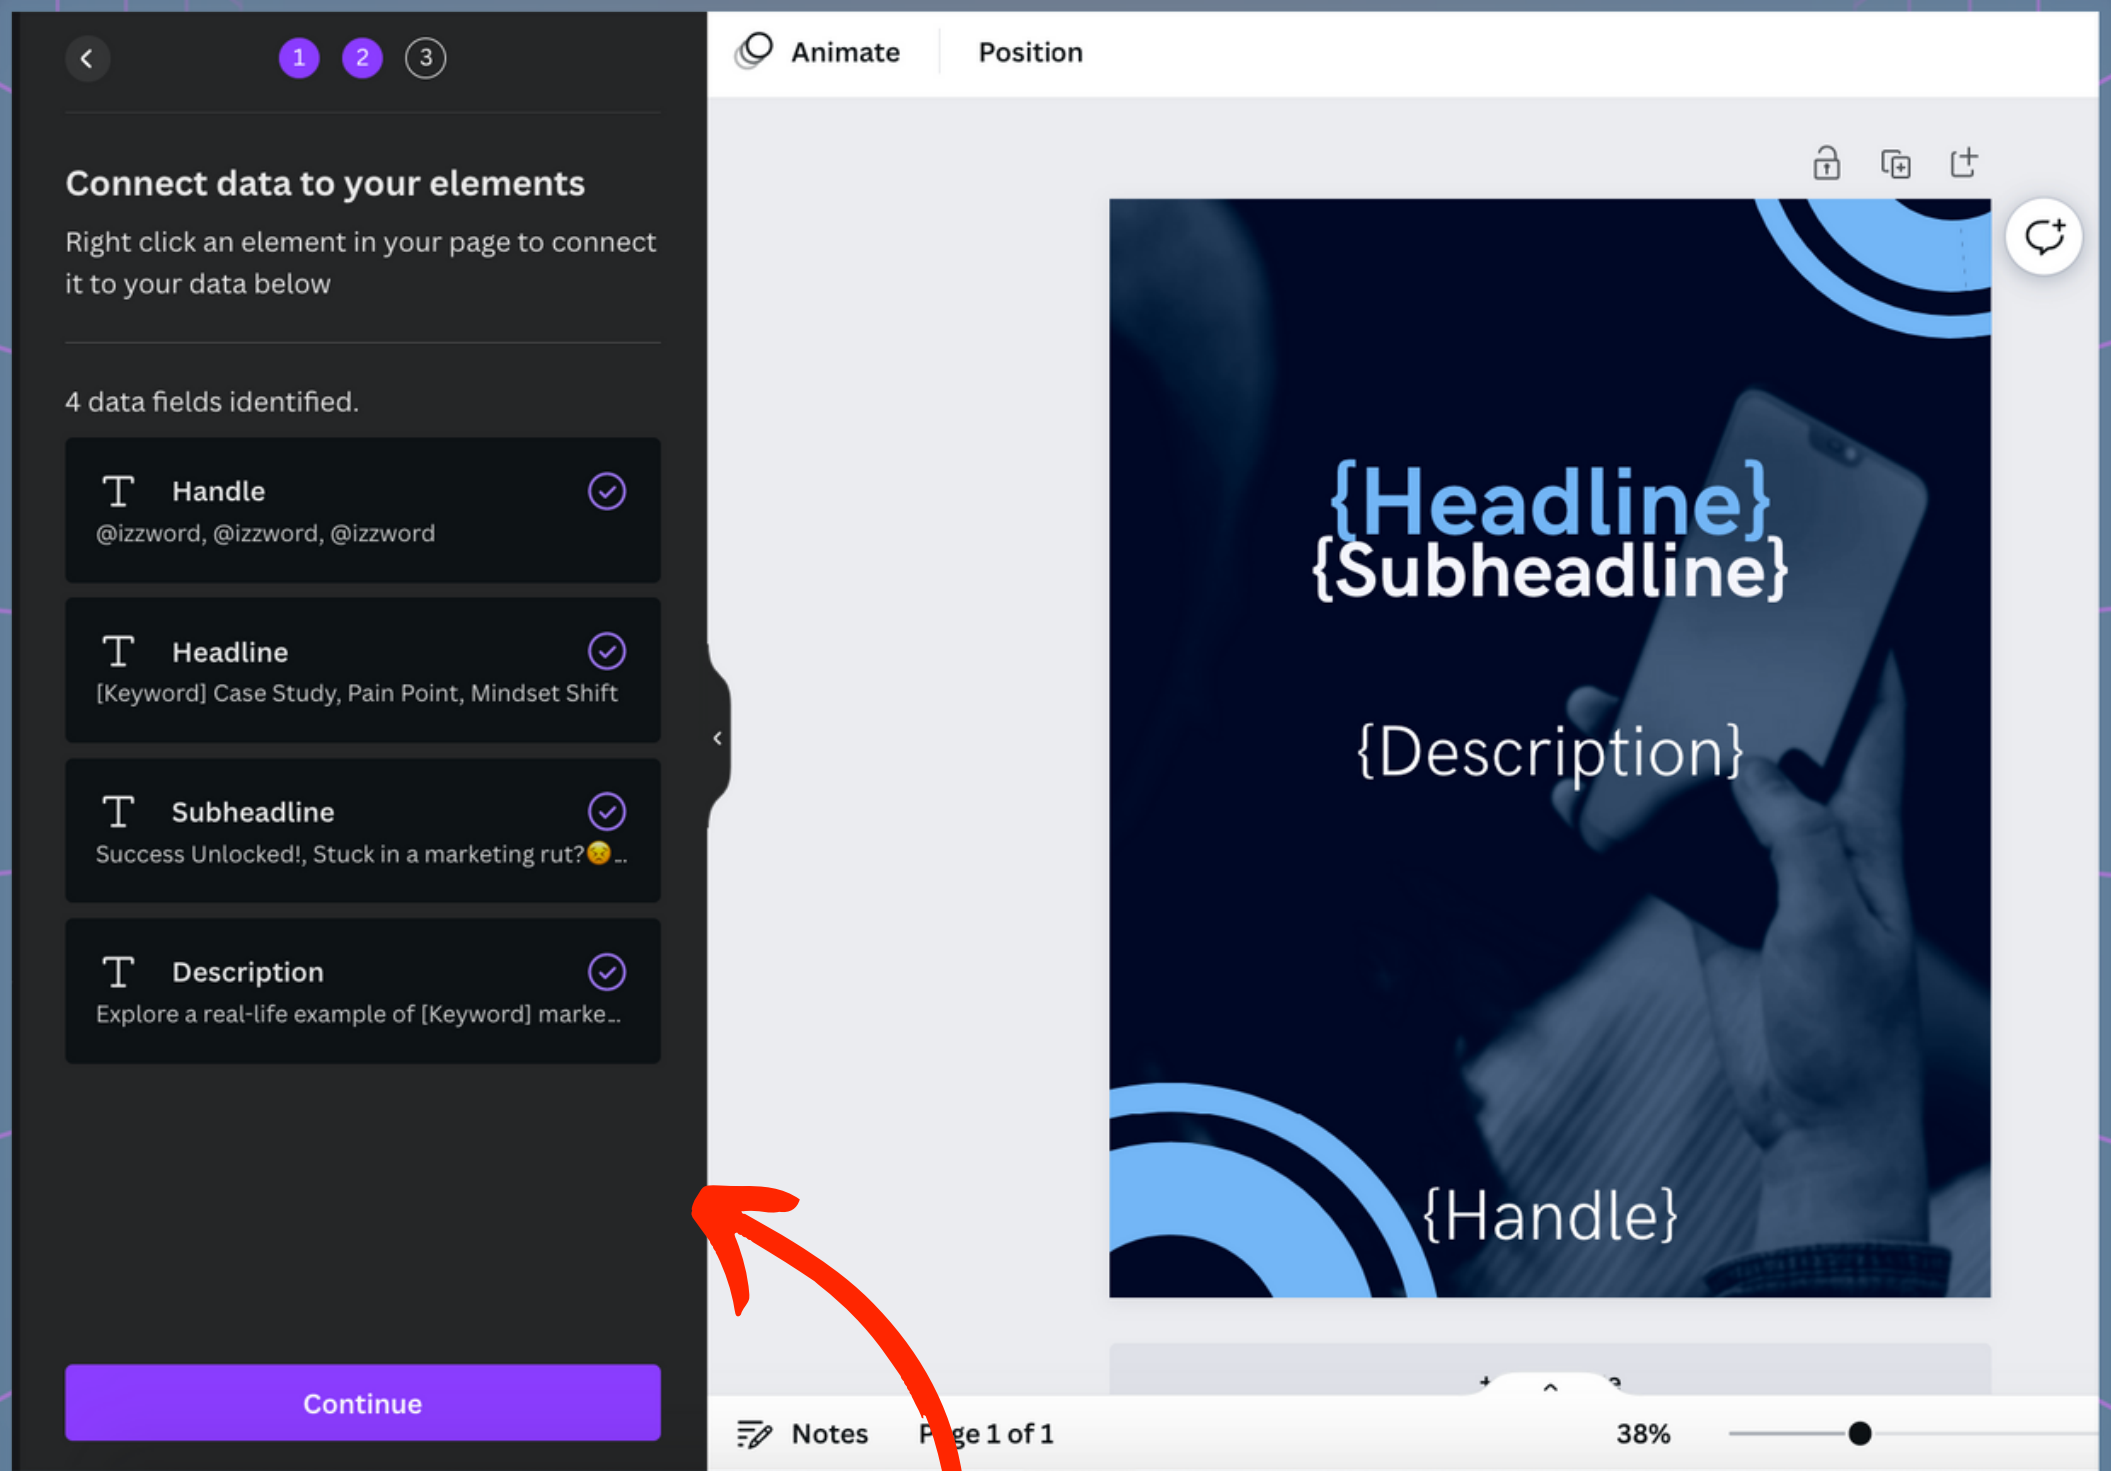 1 2 3
Connect data to your elements
Right click an element in your page to connect
it to your data below
4 data fields identified.
Handle
@izzword, @izzword, @izzword
Headline
[Keyword] Case Study, Pain Point, Mindset Shift
Subheadline
Success Unlocked!, Stuck in a marketing rut?😣...
Description
Explore a real-life example of [Keyword] marke...
Continue
Animate Position
{Headline}
{Subheadline}
{Description}
{Handle}
Notes 1 of 1 38%